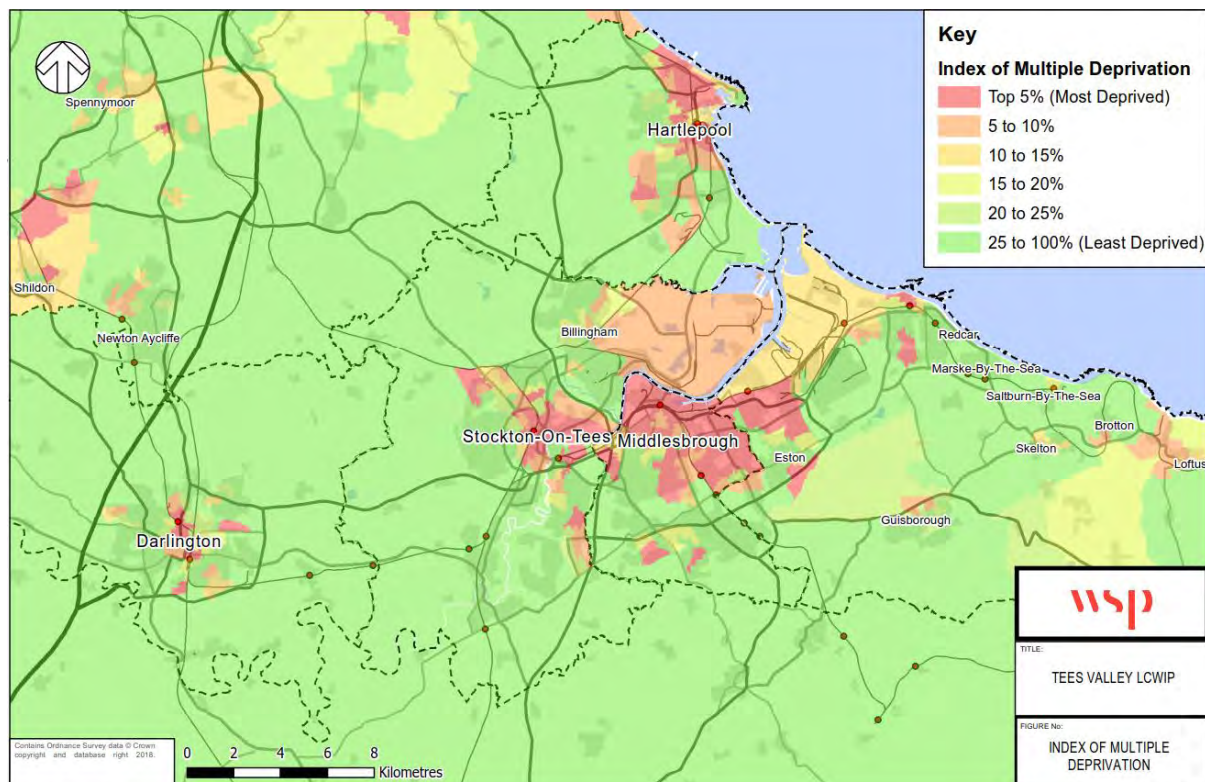 Key
Index of Multiple Deprivation
Top 5% (Most Deprived)
5 to 10%
10 to 15%
15 to 20%
20 to 25%
25 to 100% (Least Deprived)
Spennymoor
Hartlepool
Shildon
Newton Aycliffe
Billingham
Redcar
Marske-By-The-Sea
Saltburn-By-The-Sea
Stockton-On-Tees
Middlesbrough
Eston
Skelton
Brotton
Loftus
Guisborough
Darlington
wsp
TITLE:
TEES VALLEY LCWIP
FIGURE No:
INDEX OF MULTIPLE
DEPRIVATION
Contains Ordnance Survey data © Crown
copyright and database right 2018.
0 2 4 6 8
Kilometres